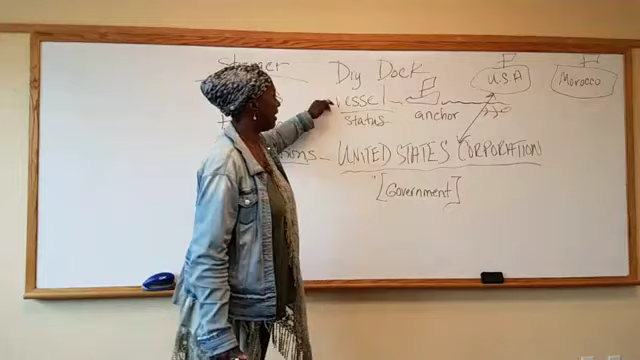 Dry Dock
vessel
status
anchor
U.S.A
Morocco
UNITED STATES CORPORATION
[Government]